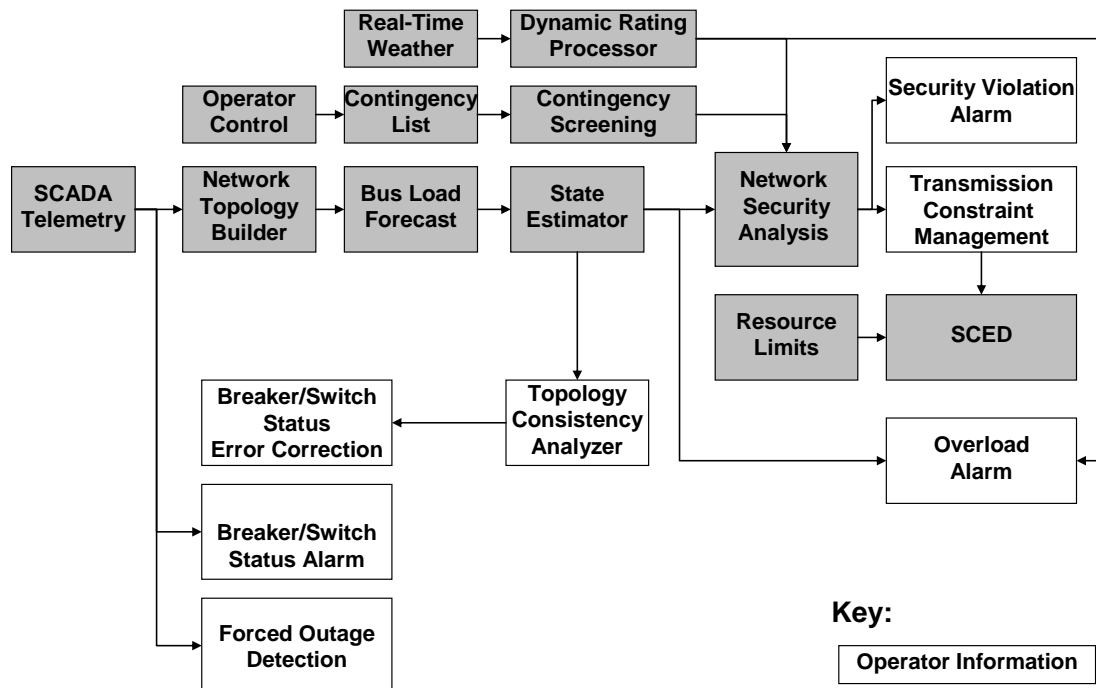 Real-Time
Weather
Dynamic Rating
Processor
Operator
Control
Contingency
List
Contingency
Screening
Security Violation
Alarm
SCADA
Telemetry
Network
Topology
Builder
Bus Load
Forecast
State
Estimator
Network
Security
Analysis
Transmission
Constraint
Management
Resource
Limits
SCED
Breaker/Switch
Status
Error Correction
Topology
Consistency
Analyzer
Overload
Alarm
Breaker/Switch
Status Alarm
Forced Outage
Detection
Key:
Operator Information